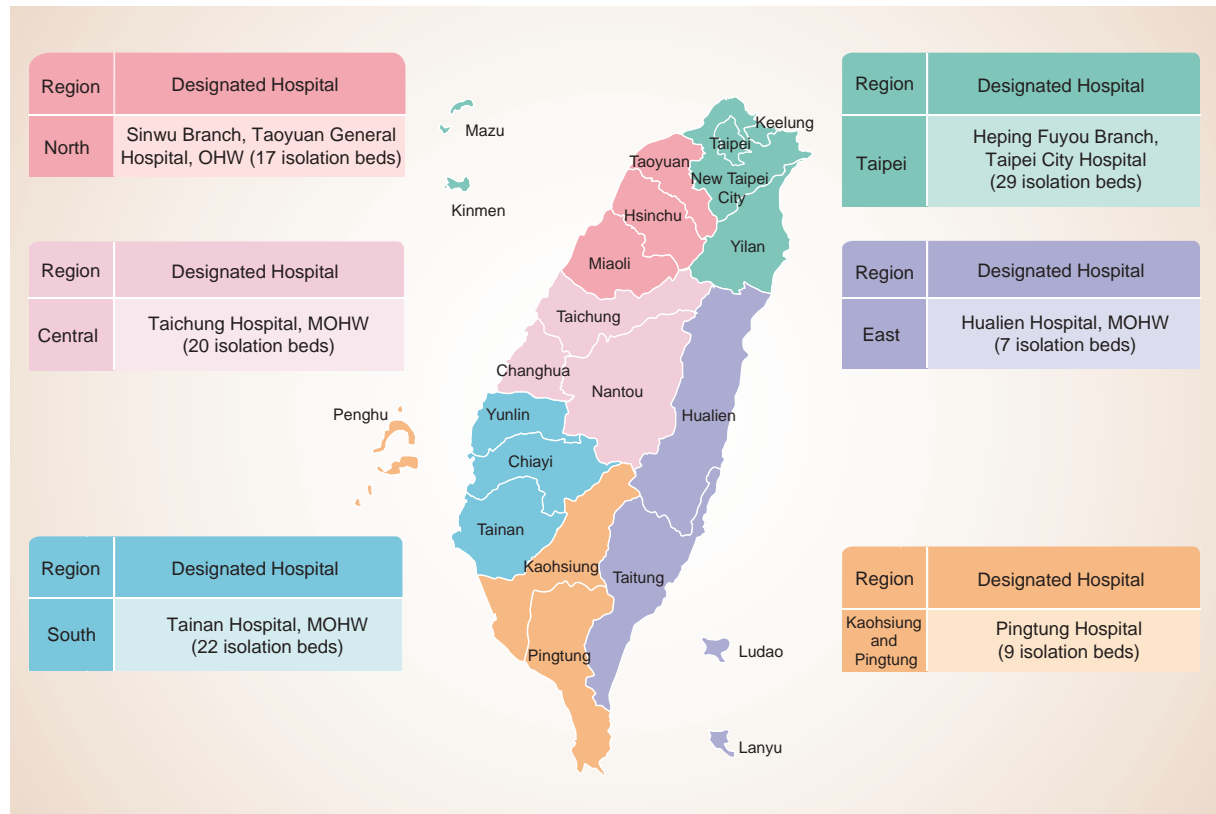 Region
Designated Hospital
North
Sinwu Branch, Taoyuan General
Hospital, OHW (17 isolation beds)
Region
Designated Hospital
Central
Taichung Hospital, MOHW
(20 isolation beds)
Region
Designated Hospital
South
Tainan Hospital, MOHW
(22 isolation beds)
Mazu
Kinmen
Penghu
Keelung
Taipei
Taoyuan
New Taipei
City
Hsinchu
Yilan
Miaoli
Taichung
Changhua
Nantou
Yunlin
Hualien
Chiayi
Tainan
Kaohsiung
Taitung
Pingtung
Ludao
Lanyu
Region
Designated Hospital
Taipei
Heping Fuyou Branch,
Taipei City Hospital
(29 isolation beds)
Region
Designated Hospital
East
Hualien Hospital, MOHW
(7 isolation beds)
Region
Designated Hospital
Kaohsiung
and
Pingtung
Pingtung Hospital
(9 isolation beds)